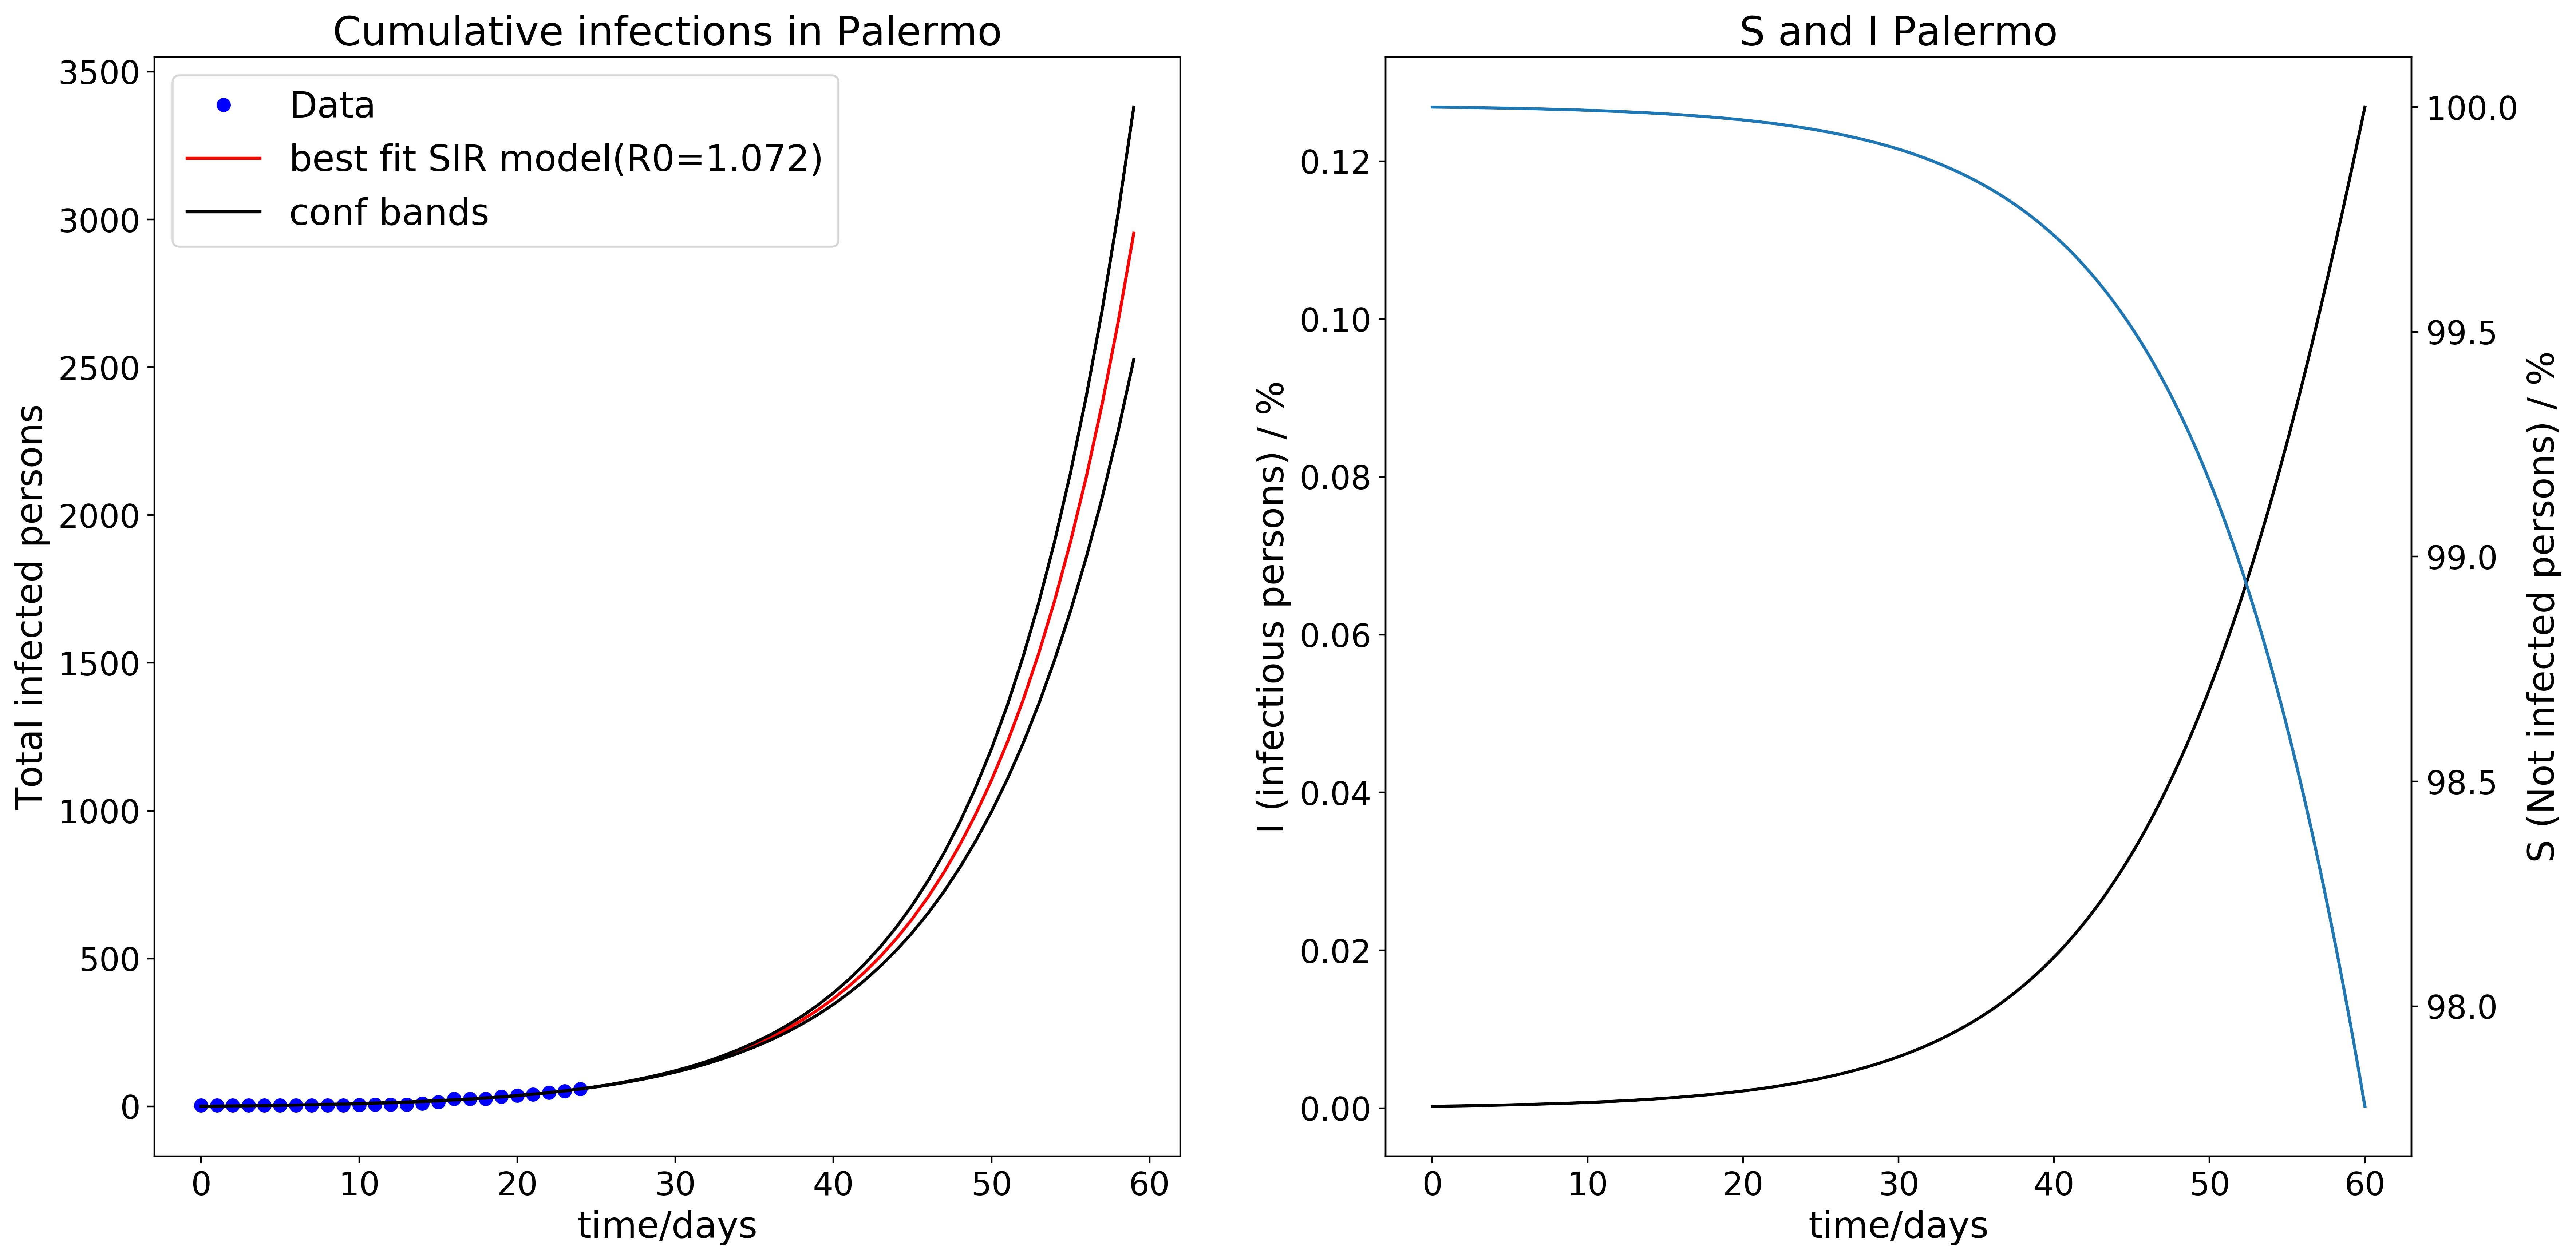 Cumulative infections in Palermo
3500
3000
2500
2000
1500
1000
500
0
Total infected persons
Data
best fit SIR model(R0=1.072)
conf bands
0 10 20 30 40 50 60
time/days
S and I Palermo
0.12
0.10
0.08
0.06
0.04
0.02
0.00
I (infectious persons) / %
100.0
99.5
99.0
98.5
98.0
S (Not infected persons) / %
0 10 20 30 40 50 60
time/days